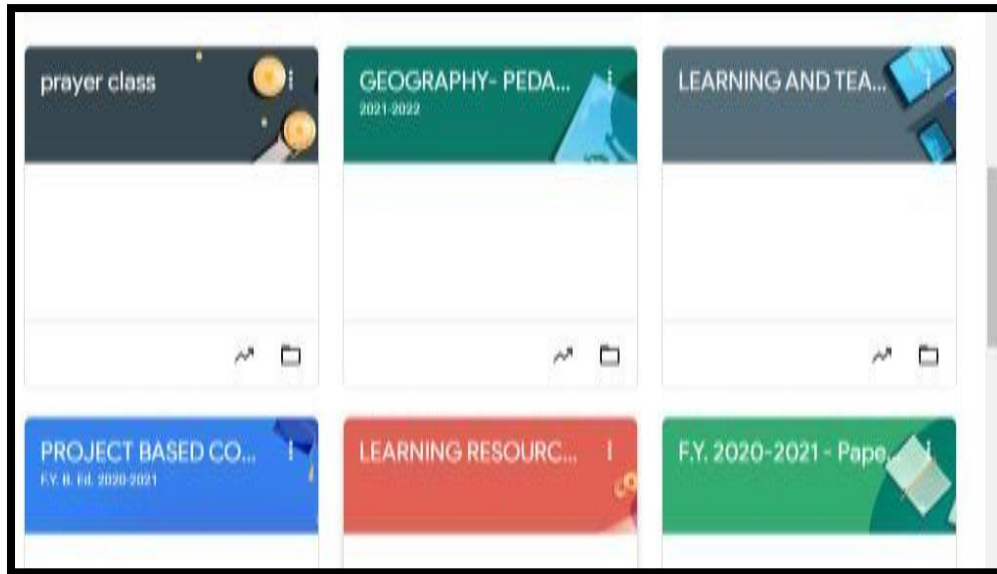 prayer class
GEOGRAPHY- PEDA...
2021-2022
LEARNING AND TEA...
PROJECT BASED CO...
F.Y. B. Ed. 2020-2021
LEARNING RESOURC...
F.Y. 2020-2021 - Pape...